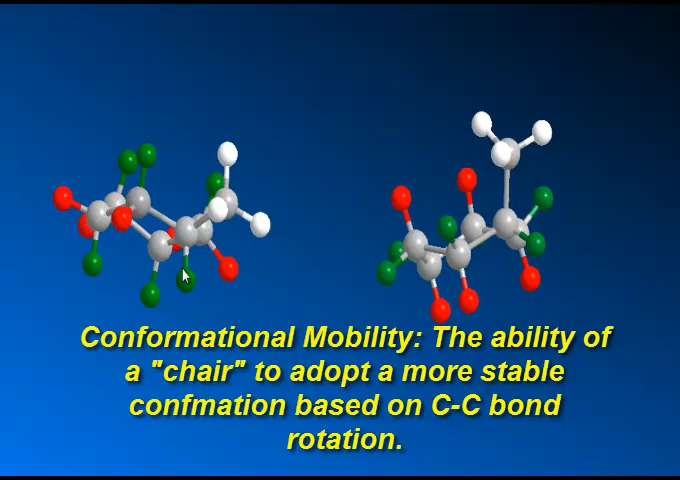 Conformational Mobility: The ability of
a "chair" to adopt a more stable
confmation based on C-C bond
rotation.